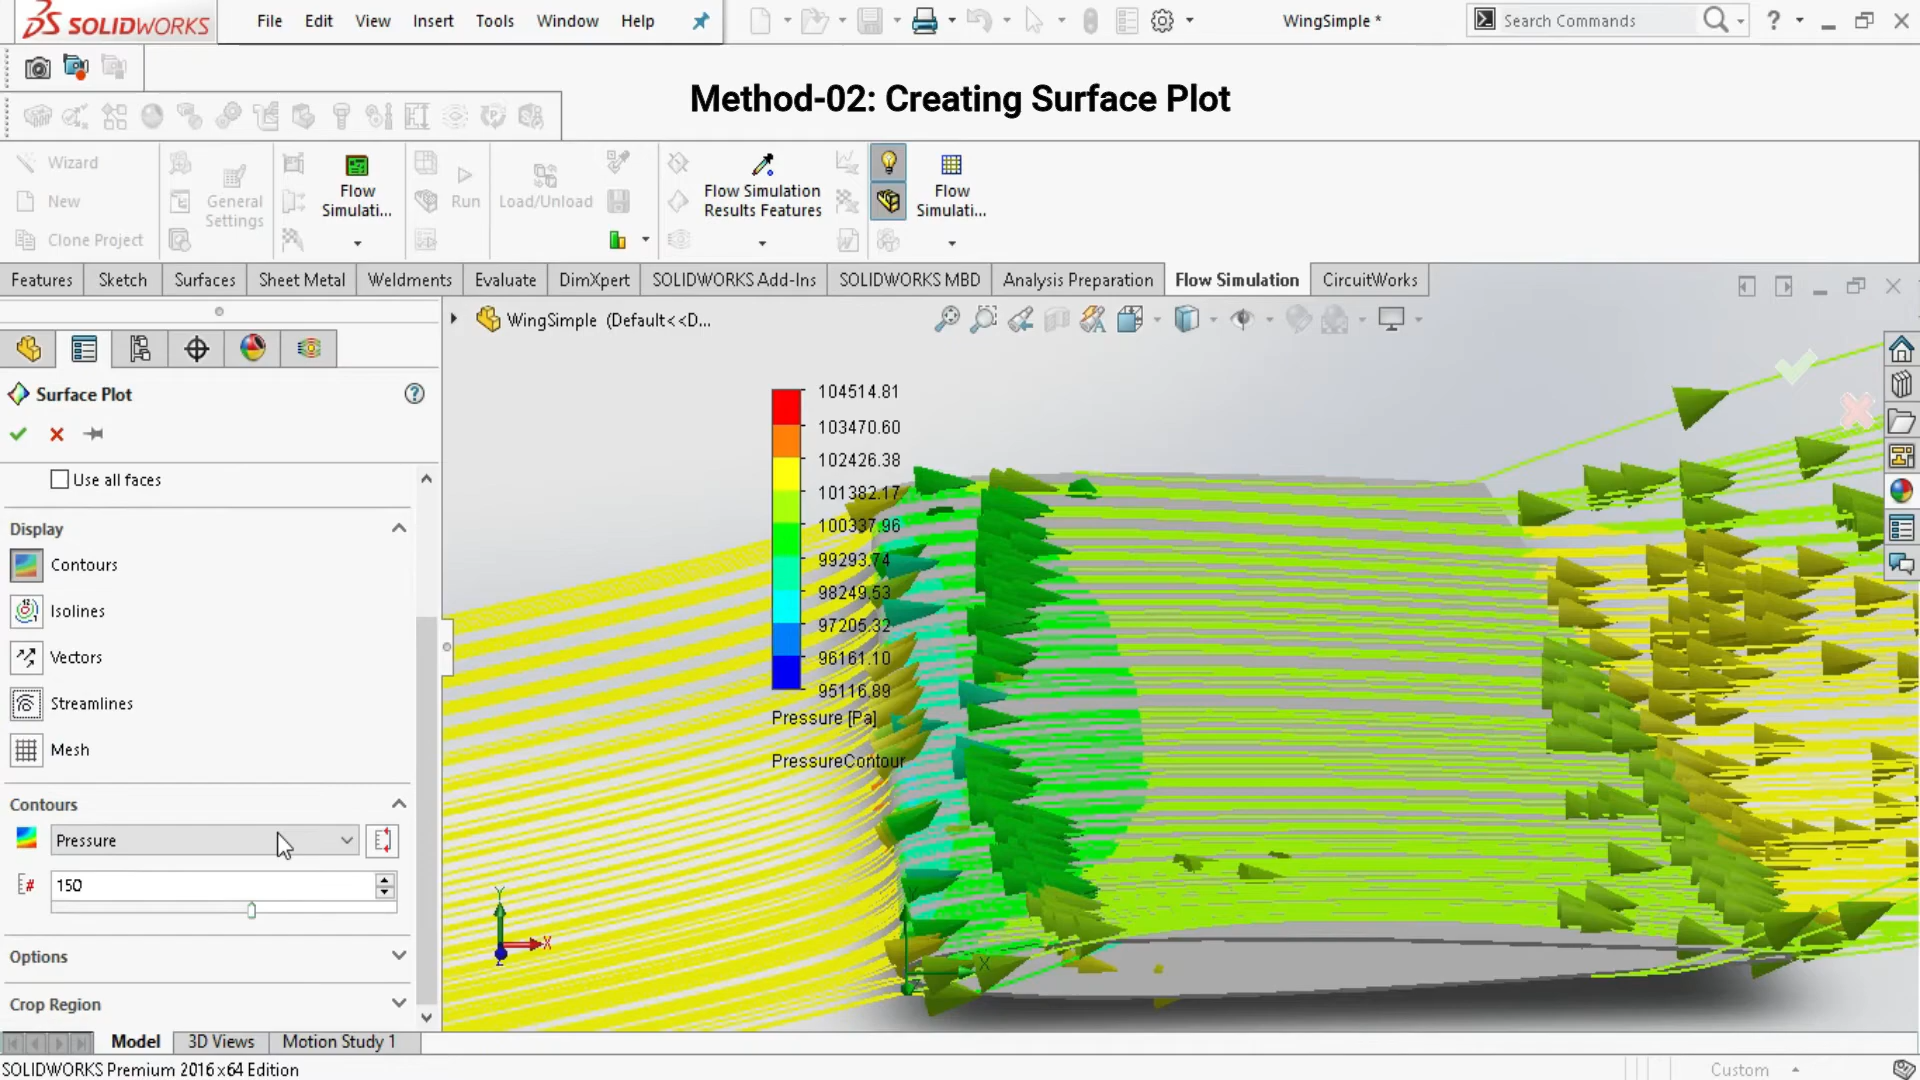 SOLIDWORKS
File Edit View Insert Tools Window Help
WingSimple *
Search Commands
?
Method-02: Creating Surface Plot
Wizard
New
Clone Project
General
Settings
Flow
Simulati...
Run
Load/Unload
Flow Simulation
Results Features
Flow
Simulati...
Features Sketch Surfaces Sheet Metal Weldments Evaluate DimXpert SOLIDWORKS Add-Ins SOLIDWORKS MBD Analysis Preparation Flow Simulation CircuitWorks
WingSimple (Default<<D...
Surface Plot
?
Use all faces
Display
Contours
Isolines
Vectors
Streamlines
Mesh
Contours
Pressure
150
Options
Crop Region
104514.81
103470.60
102426.38
101382.17
100337.96
99293.74
98249.53
97205.32
96161.10
95116.89
Pressure [Pa]
PressureContour
Y
X
Z
X
Model 3D Views Motion Study 1
SOLIDWORKS Premium 2016 x64 Edition
Custom